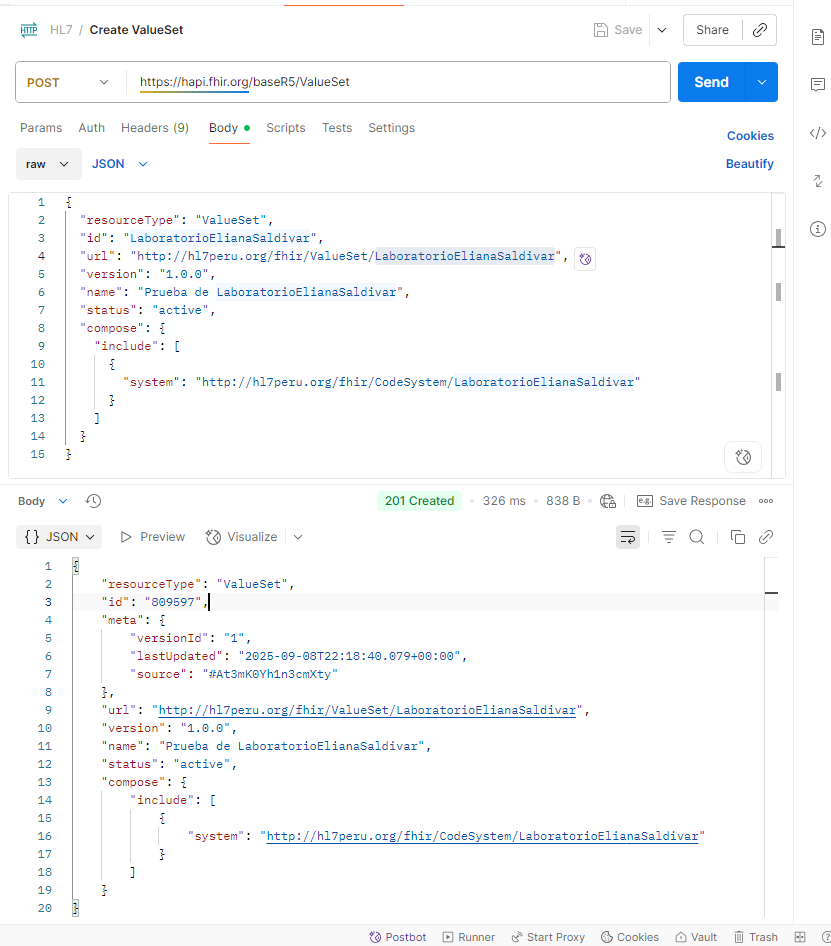 HTTP HL7 / Create ValueSet Save Share
POST https://hapi.fhir.org/baseR5/ValueSet Send
Params Auth Headers (9) Body Scripts Tests Settings Cookies
raw JSON Beautify
1 {
2 "resourceType": "ValueSet",
3 "id": "LaboratorioElianaSaldivar",
4 "url": "http://hl7peru.org/fhir/ValueSet/LaboratorioElianaSaldivar",
5 "version": "1.0.0",
6 "name": "Prueba de LaboratorioElianaSaldivar",
7 "status": "active",
8 "compose": {
9 "include": [
10 {
11 "system": "http://hl7peru.org/fhir/CodeSystem/LaboratorioElianaSaldivar"
12 }
13 ]
14 }
15 }
Body 201 Created 326 ms 838 B e.g. Save Response
{} JSON Preview Visualize
1 {
2 "resourceType": "ValueSet",
3 "id": "809597",
4 "meta": {
5 "versionId": "1",
6 "lastUpdated": "2025-09-08T22:18:40.079+00:00",
7 "source": "#At3mK0Yh1n3cmXty"
8 },
9 "url": "http://hl7peru.org/fhir/ValueSet/LaboratorioElianaSaldivar",
10 "version": "1.0.0",
11 "name": "Prueba de LaboratorioElianaSaldivar",
12 "status": "active",
13 "compose": {
14 "include": [
15 {
16 "system": "http://hl7peru.org/fhir/CodeSystem/LaboratorioElianaSaldivar"
17 }
18 ]
19 }
20 }
Postbot Runner Start Proxy Cookies Vault Trash